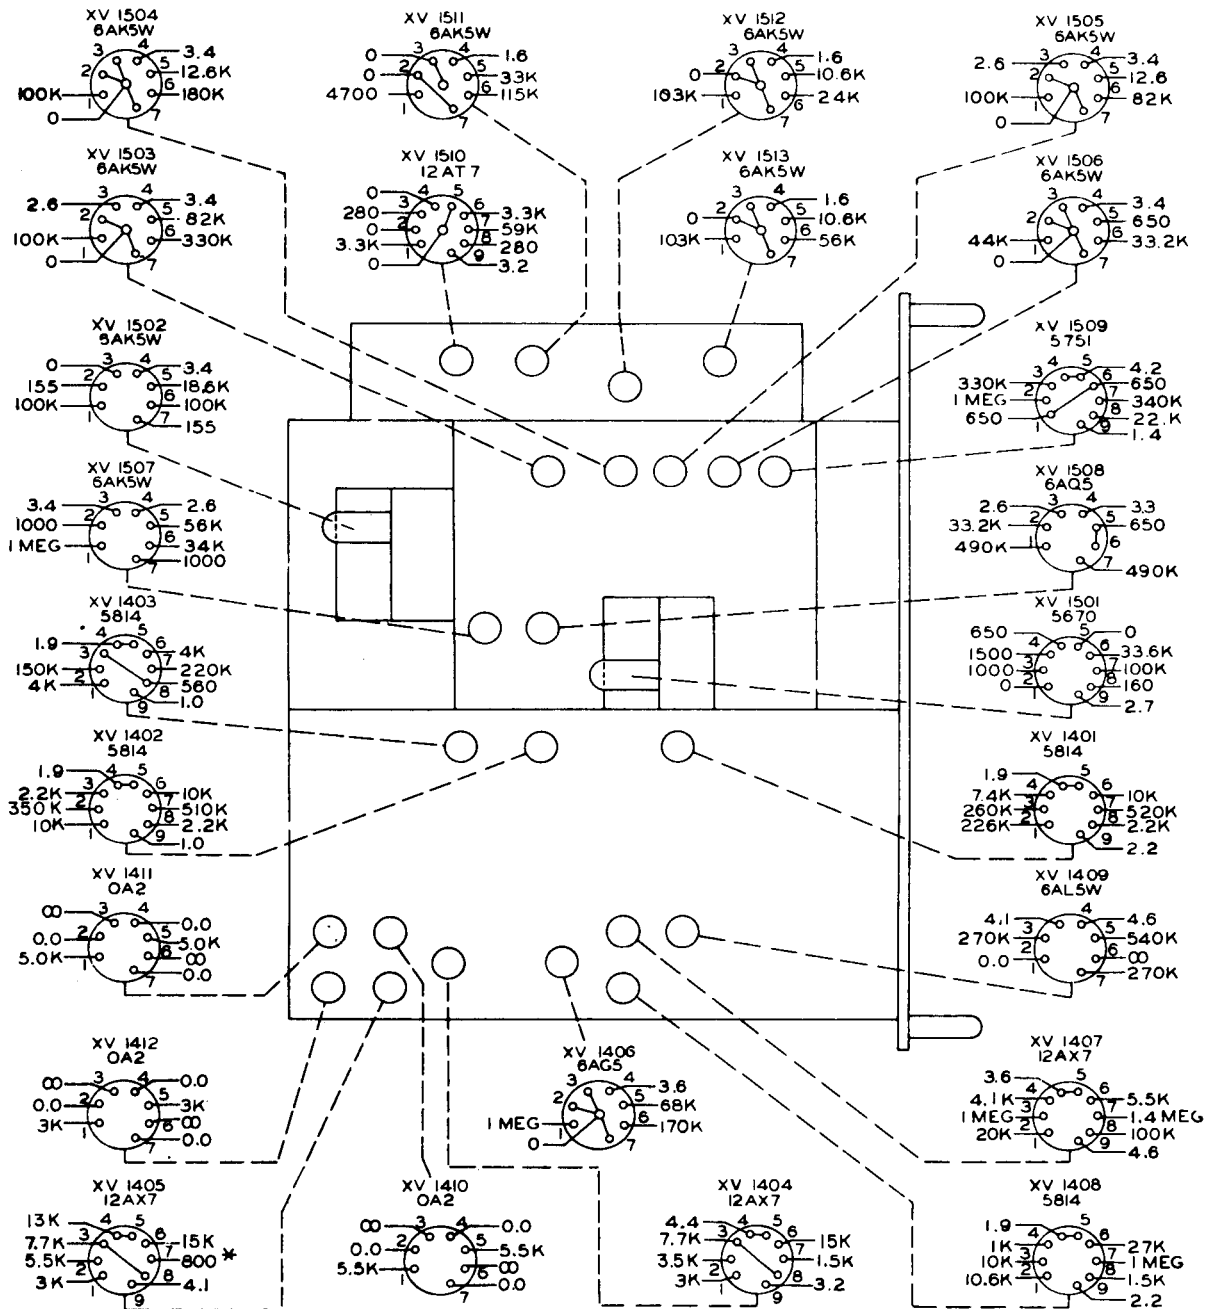 XV 1504
6AK5W
3 4 3.4
2 5 12.6K
100K 6 180K
1
0 7
XV 1511
6AK5W
0 3 4 1.6
0 2 5 33K
4700 6 115K
1
7
XV 1512
6AK5W
3 4 1.6
0 2 5 10.6K
103K 6 24K
1
7
XV 1505
6AK5W
2.6 3 4 3.4
2 5 12.6
100K 6 82K
1
0 7
XV 1503
6AK5W
2.6 3 4 3.4
2 5 82K
100K 6 330K
1
0 7
XV 1510
12AT7
0 4 5
280 3 6 3.3K
0 2 7 59K
3.3K 8 280
1
0 9 3.2
XV 1513
6AK5W
3 4 1.6
0 2 5 10.6K
103K 6 56K
1
7
XV 1506
6AK5W
3 4 3.4
2 5 650
44K 6 33.2K
1
0 7
XV 1502
6AK5W
0 3 4 3.4
155 2 5 18.6K
100K 6 100K
1
7 155
XV 1509
5751
4 5 4.2
330K 3 6 650
1 MEG 2 7 340K
650 8 22.K
1
9 1.4
XV 1507
6AK5W
3.4 3 4 2.6
1000 2 5 56K
1 MEG 6 34K
1
7 1000
XV 1508
6AQ5
2.6 3 4 3.3
33.2K 2 5 650
490K 1 6
7 490K
XV 1403
5814
1.9 4 5
3 6 4K
150K 7 220K
4K 2 8 560
1
9 1.0
XV 1501
5670
650 4 5 0
1500 6 33.6K
1000 3 7 100K
0 2 8 160
1
9 2.7
XV 1402
5814
1.9 4 5
2.2K 3 6 10K
350K 2 7 510K
10K 8 2.2K
1
9 1.0
XV 1401
5814
1.9 5
7.4K 4 6 10K
260K 3 7 520K
226K 2 8 2.2K
1
9 2.2
XV 1411
OA2
∞ 3 4 0.0
0.0 2 5 5.0K
5.0K 6 ∞
1
7 0.0
XV 1409
6AL5W
4.1 4 4.6
270K 3 5 540K
0.0 2 6 ∞
1
7 270K
XV 1412
OA2
∞ 3 4 0.0
0.0 2 5 3K
3K 6 ∞
1
7 0.0
XV 1406
6AG5
3 4 3.6
2 5 68K
1 MEG 6 170K
1
0 7
XV 1407
12AX7
3.6 5
4.1K 4 6 5.5K
1 MEG 3 7 1.4 MEG
20K 2 8 100K
1
9 4.6
XV 1405
12AX7
13K 4 5
7.7K 3 6 15K
5.5K 2 7 800 *
3K 8 4.1
1
9
XV 1410
OA2
∞ 3 4 0.0
0.0 2 5 5.5K
5.5K 6 ∞
1
7 0.0
XV 1404
12AX7
4.4 4 5
7.7K 3 6 15K
3.5K 2 7 1.5K
3K 8 3.2
1
9
XV 1408
5814
1.9 5
1K 4 6 27K
10K 3 7 1 MEG
10.6K 2 8 1.5K
1
9 2.2